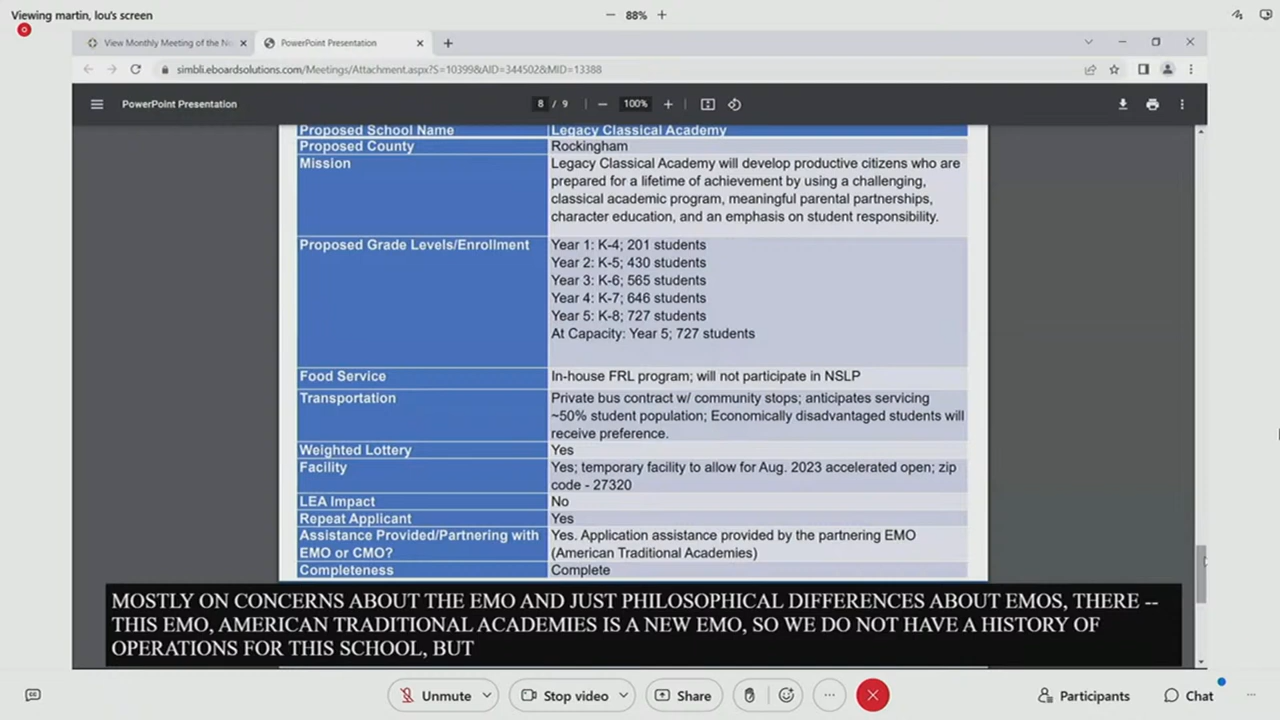 Viewing martin, lou's screen
88%
View Monthly Meeting of the No
PowerPoint Presentation
simbli.eboardsolutions.com/Meetings/Attachment.aspx?S=10399&AID=344502&MID=13388
PowerPoint Presentation
8 / 9
100%
Proposed School Name Legacy Classical Academy
Proposed County Rockingham
Mission Legacy Classical Academy will develop productive citizens who are
prepared for a lifetime of achievement by using a challenging,
classical academic program, meaningful parental partnerships,
character education, and an emphasis on student responsibility.
Proposed Grade Levels/Enrollment Year 1: K-4; 201 students
Year 2: K-5; 430 students
Year 3: K-6; 565 students
Year 4: K-7; 646 students
Year 5: K-8; 727 students
At Capacity: Year 5; 727 students
Food Service In-house FRL program; will not participate in NSLP
Transportation Private bus contract w/ community stops; anticipates servicing
~50% student population; Economically disadvantaged students will
receive preference.
Weighted Lottery Yes
Facility Yes; temporary facility to allow for Aug. 2023 accelerated open; zip
code - 27320
LEA Impact No
Repeat Applicant Yes
Assistance Provided/Partnering with Yes. Application assistance provided by the partnering EMO
EMO or CMO? (American Traditional Academies)
Completeness Complete
MOSTLY ON CONCERNS ABOUT THE EMO AND JUST PHILOSOPHICAL DIFFERENCES ABOUT EMOS, THERE --
THIS EMO, AMERICAN TRADITIONAL ACADEMIES IS A NEW EMO, SO WE DO NOT HAVE A HISTORY OF
OPERATIONS FOR THIS SCHOOL, BUT
Unmute
Stop video
Share
Participants
Chat